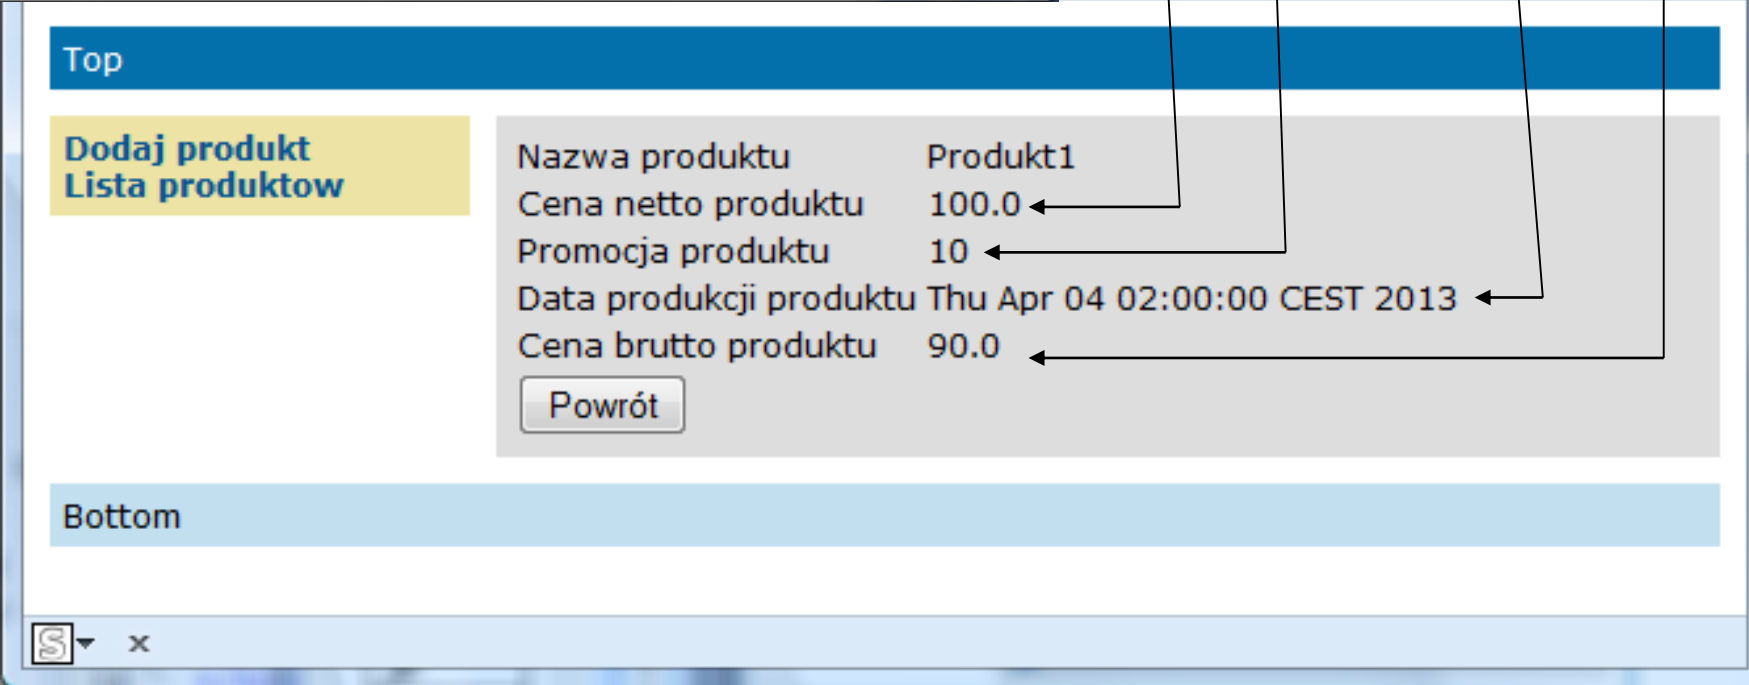 Top
Dodaj produkt
Lista produktow
Nazwa produktu Produkt1
Cena netto produktu 100.0
Promocja produktu 10
Data produkcji produktu Thu Apr 04 02:00:00 CEST 2013
Cena brutto produktu 90.0
Powrót
Bottom
S